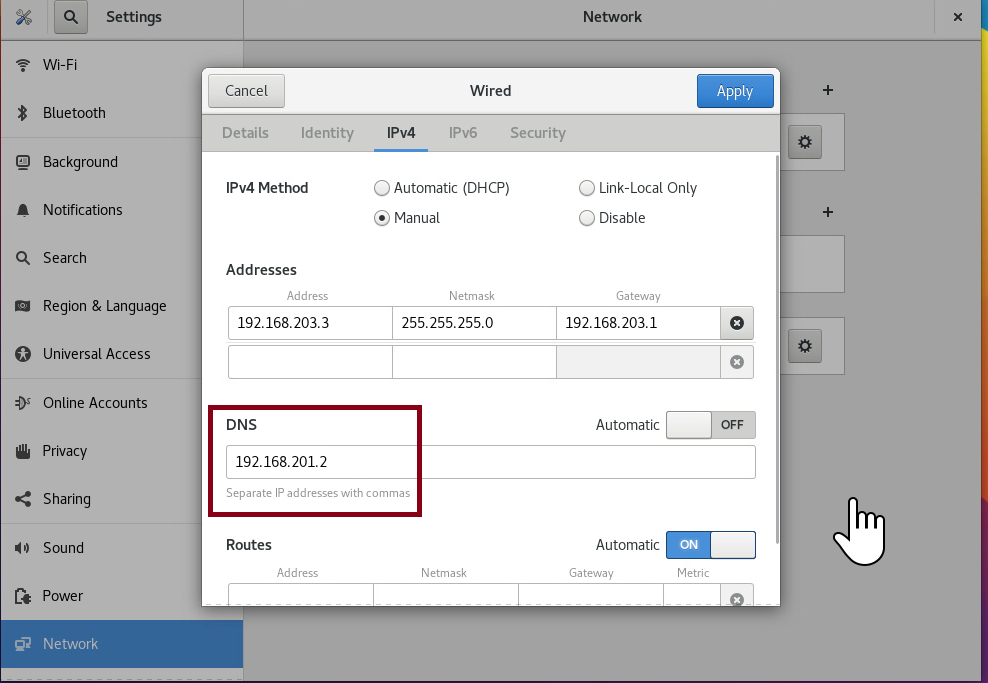 Settings
Network
Wi-Fi
Bluetooth
Background
Notifications
Search
Region & Language
Universal Access
Online Accounts
Privacy
Sharing
Sound
Power
Network
Cancel
Wired
Apply
Details Identity IPv4 IPv6 Security
IPv4 Method
Automatic (DHCP)
Link-Local Only
Manual
Disable
Addresses
Address Netmask Gateway
192.168.203.3 255.255.255.0 192.168.203.1
DNS
Automatic OFF
192.168.201.2
Separate IP addresses with commas
Routes
Automatic ON
Address Netmask Gateway Metric